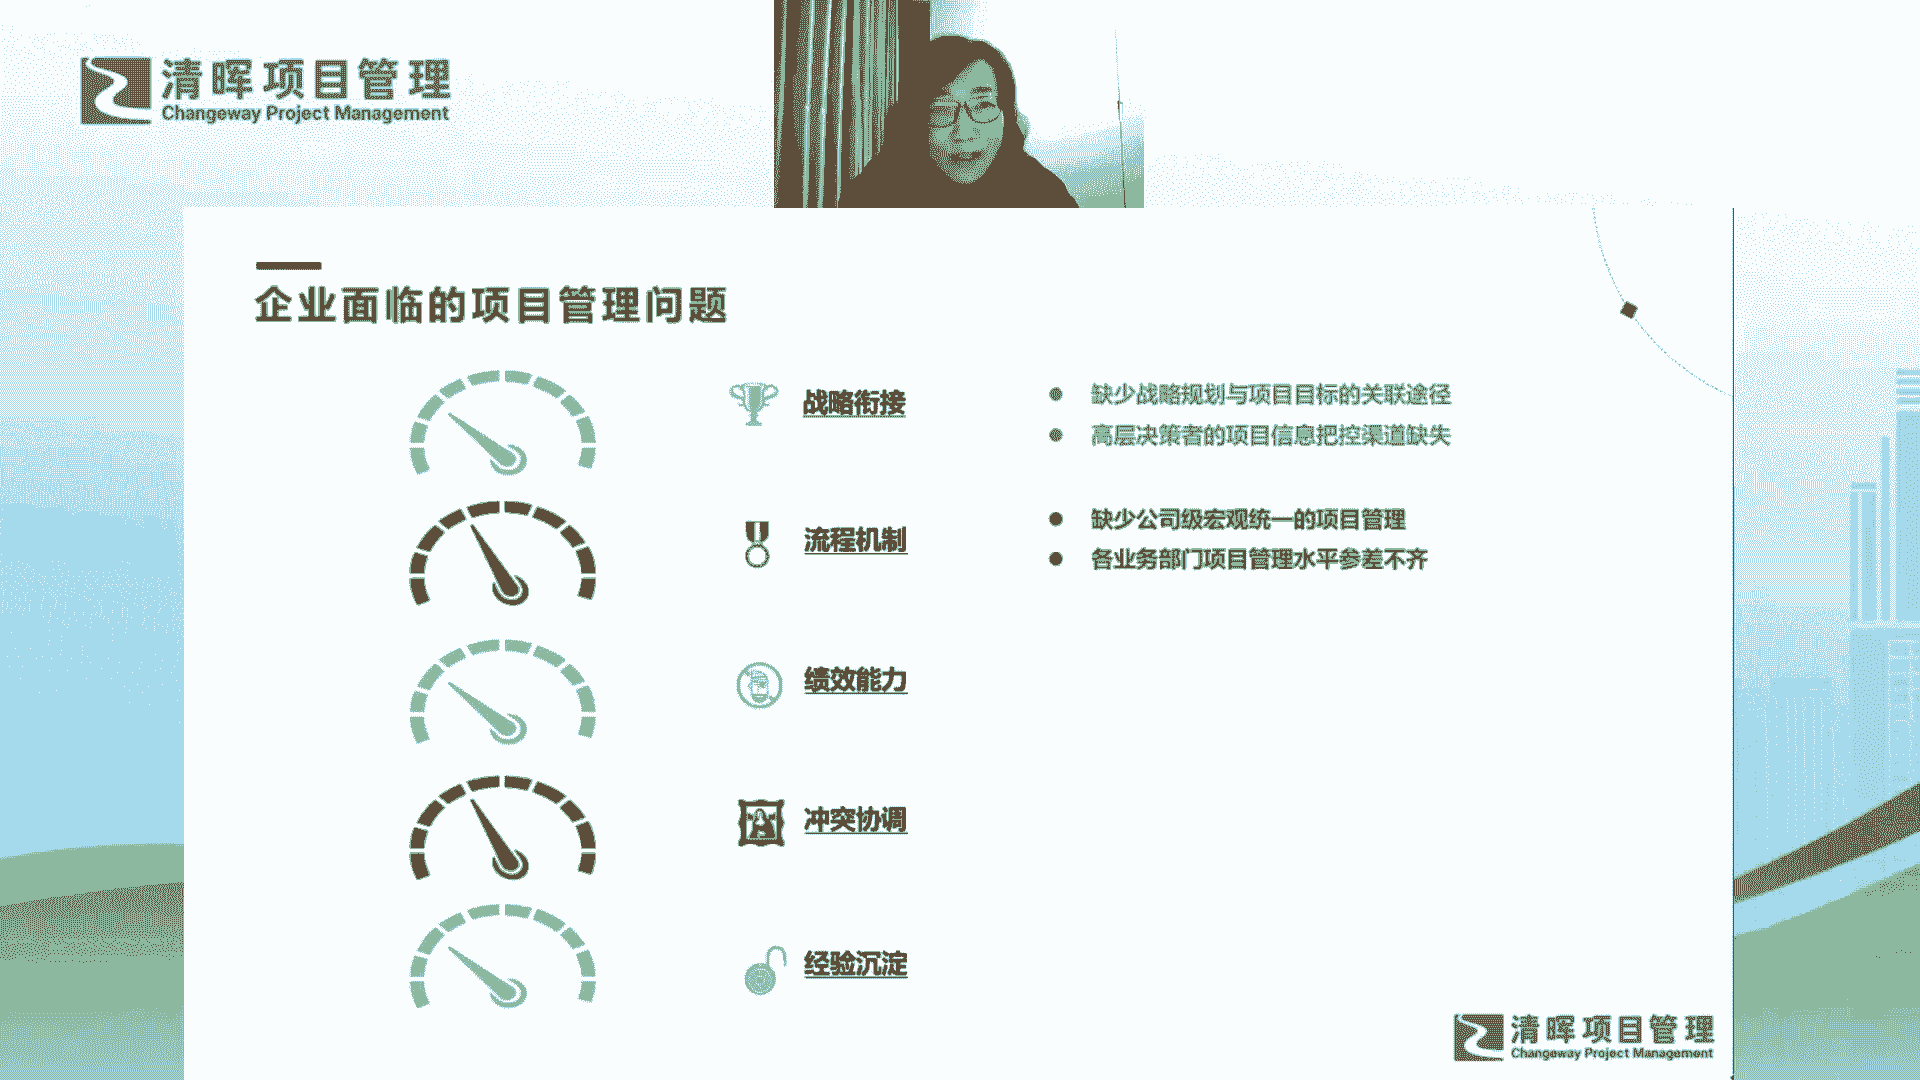 清晖项目管理
Changeway Project Management
企业面临的项目管理问题
战略衔接
缺少战略规划与项目目标的关联途径
高层决策者的项目信息把控渠道缺失
流程机制
缺少公司级宏观统一的项目管理
各业务部门项目管理水平参差不齐
绩效能力
冲突协调
经验沉淀
清晖项目管理
Changeway Project Management